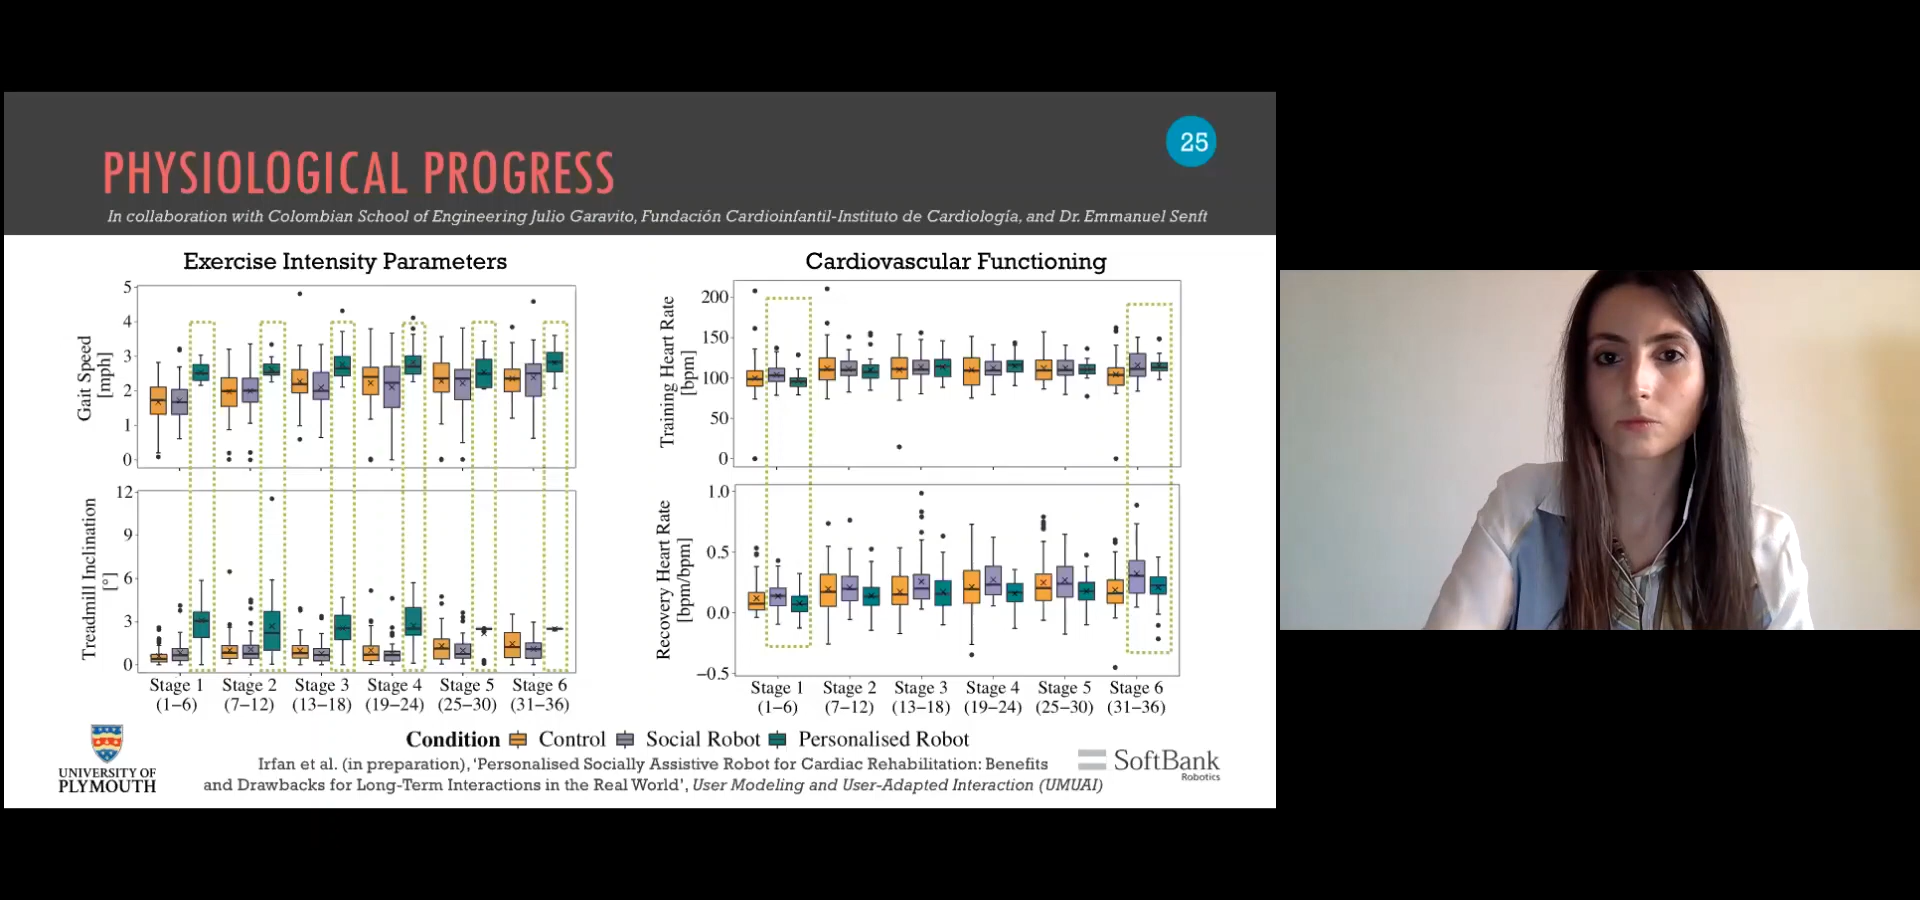 25
PHYSIOLOGICAL PROGRESS
In collaboration with Colombian School of Engineering Julio Garavito, Fundación Cardioinfantil-Instituto de Cardiología, and Dr. Emmanuel Senft
Exercise Intensity Parameters
5
4
3
2
1
0
Gait Speed
[mph]
12
9
6
3
0
Treadmill Inclination
[°]
Stage 1 Stage 2 Stage 3 Stage 4 Stage 5 Stage 6
(1–6) (7–12) (13–18) (19–24) (25–30) (31–36)
Cardiovascular Functioning
200
150
100
50
0
Training Heart Rate
[bpm]
1.0
0.5
0.0
−0.5
Recovery Heart Rate
[bpm/bpm]
Stage 1 Stage 2 Stage 3 Stage 4 Stage 5 Stage 6
(1–6) (7–12) (13–18) (19–24) (25–30) (31–36)
Condition Control Social Robot Personalised Robot
Irfan et al. (in preparation), ‘Personalised Socially Assistive Robot for Cardiac Rehabilitation: Benefits
and Drawbacks for Long-Term Interactions in the Real World’, User Modeling and User-Adapted Interaction (UMUAI)
UNIVERSITY OF
PLYMOUTH
SoftBank
Robotics